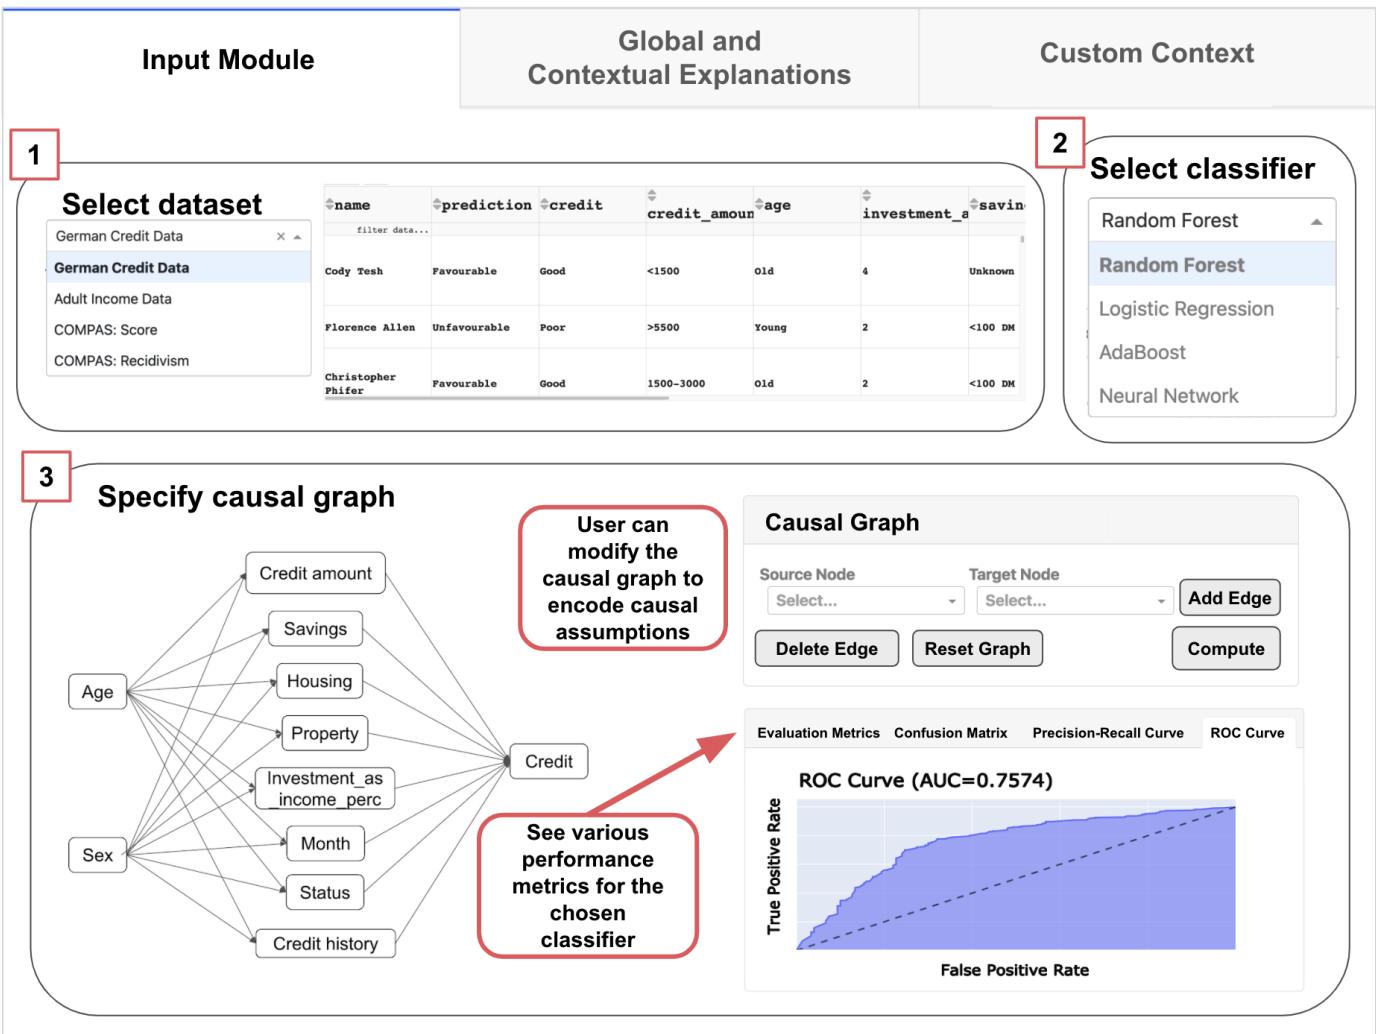 Input Module
Global and
Contextual Explanations
Custom Context
1
Select dataset
German Credit Data
German Credit Data
Adult Income Data
COMPAS: Score
COMPAS: Recidivism
name prediction credit credit_amoun age investment_a savin
filter data...
Cody Tesh Favourable Good <1500 Old 4 Unknown
Florence Allen Unfavourable Poor >5500 Young 2 <100 DM
Christopher
Phifer Favourable Good 1500-3000 Old 2 <100 DM
2
Select classifier
Random Forest
Random Forest
Logistic Regression
AdaBoost
Neural Network
3
Specify causal graph
Age
Sex
Credit amount
Savings
Housing
Property
Investment_as
_income_perc
Month
Status
Credit history
Credit
User can
modify the
causal graph to
encode causal
assumptions
Causal Graph
Source Node Target Node
Select... Select... Add Edge
Delete Edge Reset Graph Compute
See various
performance
metrics for the
chosen
classifier
Evaluation Metrics Confusion Matrix Precision-Recall Curve ROC Curve
ROC Curve (AUC=0.7574)
True Positive Rate
False Positive Rate